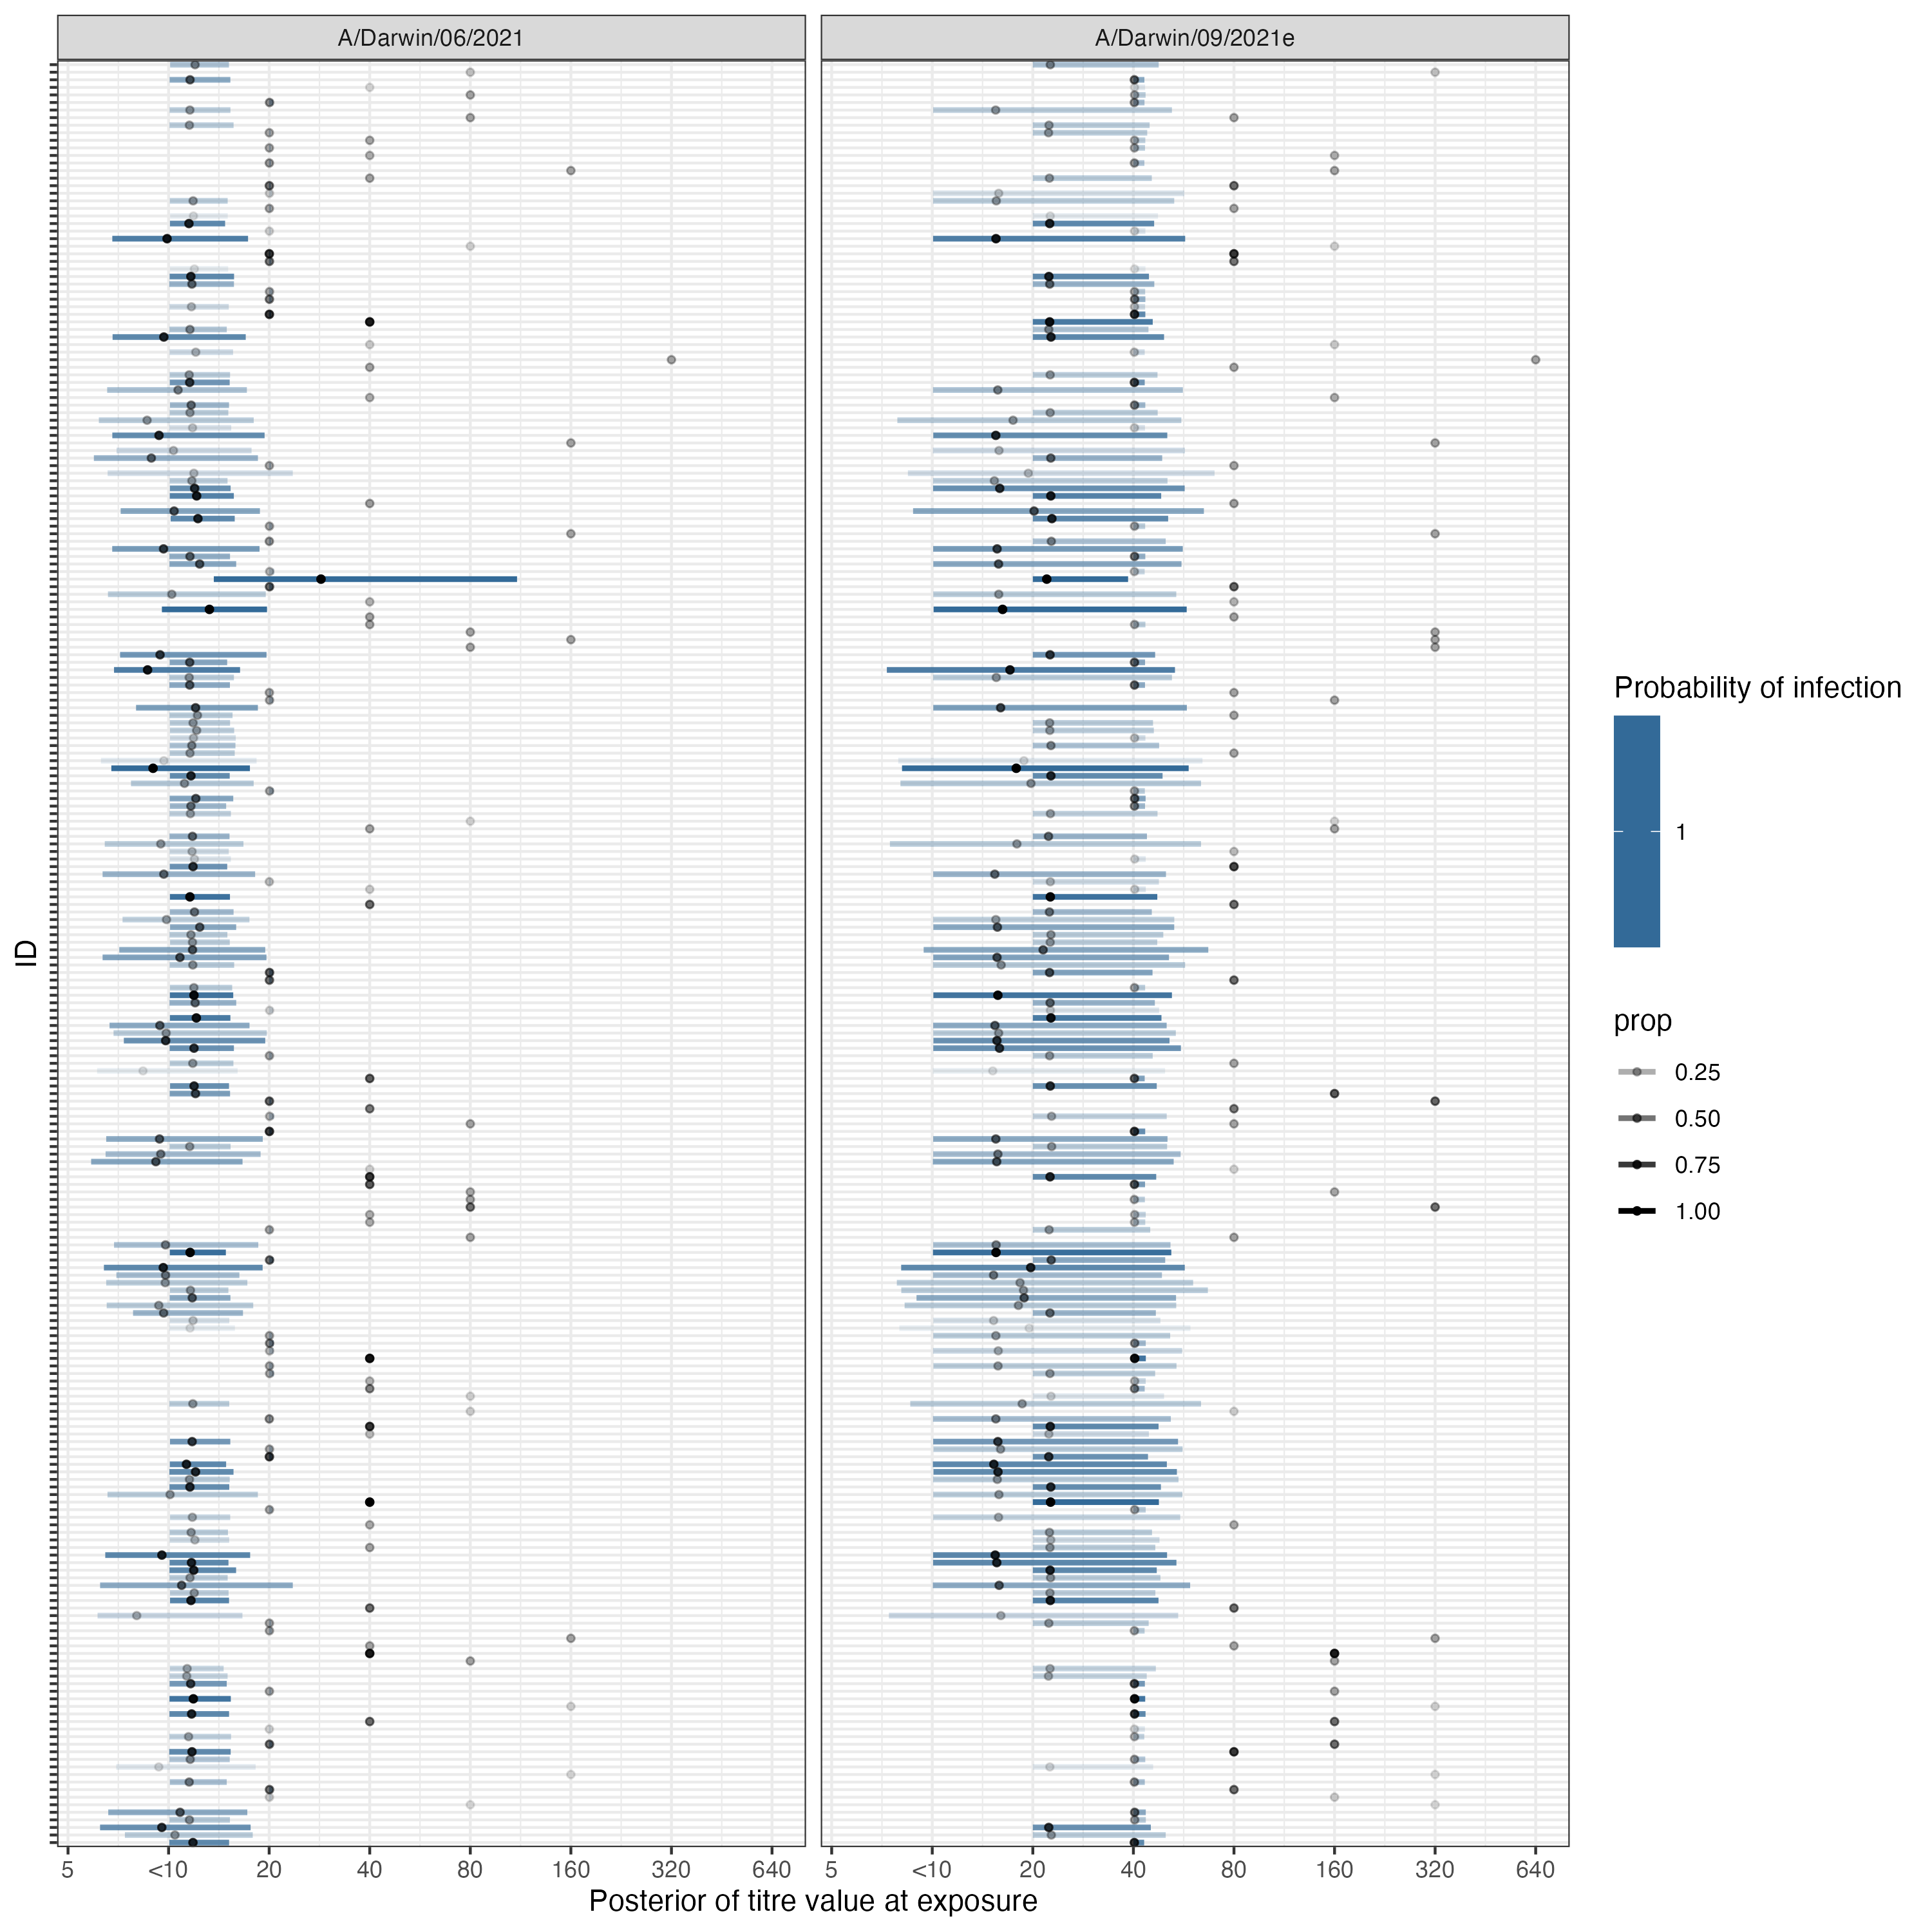 A/Darwin/06/2021
A/Darwin/09/2021e
ID
5 <10 20 40 80 160 320 640
5 <10 20 40 80 160 320 640
Posterior of titre value at exposure
Probability of infection
1
prop
0.25
0.50
0.75
1.00